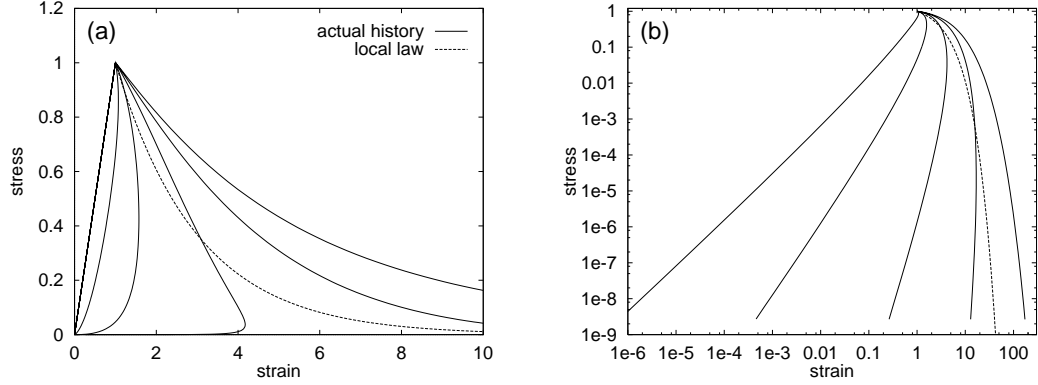 (a)
actual history
local law
stress
1.2
1
0.8
0.6
0.4
0.2
0
0 2 4 6 8 10
strain
(b)
stress
1
0.1
0.01
1e-3
1e-4
1e-5
1e-6
1e-7
1e-8
1e-9
1e-6 1e-5 1e-4 1e-3 0.01 0.1 1 10 100
strain